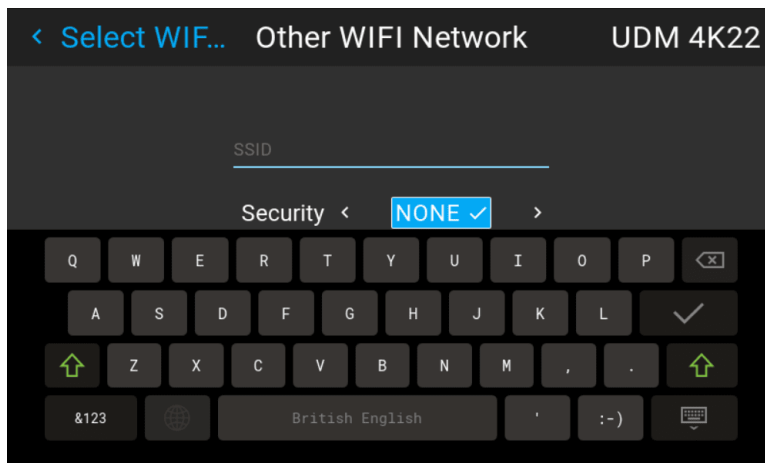 < Select WIF... Other WIFI Network UDM 4K22
SSID
Security < NONE ✓ >
Q W E R T Y U I O P
A S D F G H J K L
Z X C V B N M , .
&123 British English ' :-)